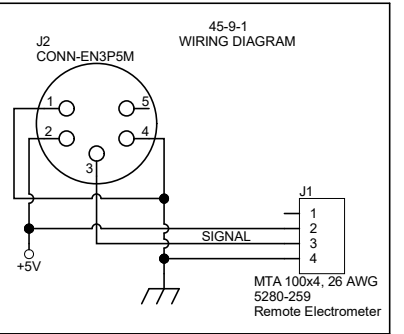 45-9-1
WIRING DIAGRAM
J2
CONN-EN3P5M
1
5
2
4
3
J1
1
2
SIGNAL
3
4
+5V
MTA 100x4, 26 AWG
5280-259
Remote Electrometer